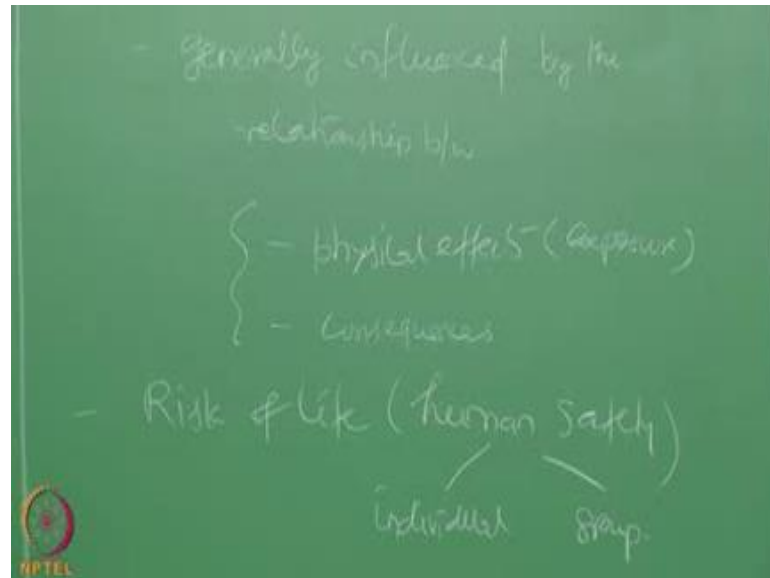 - generally influenced by the
relationship b/w
- physical effects (exposure)
- consequences
- Risk of life (human safety)
individual group.
NPTEL